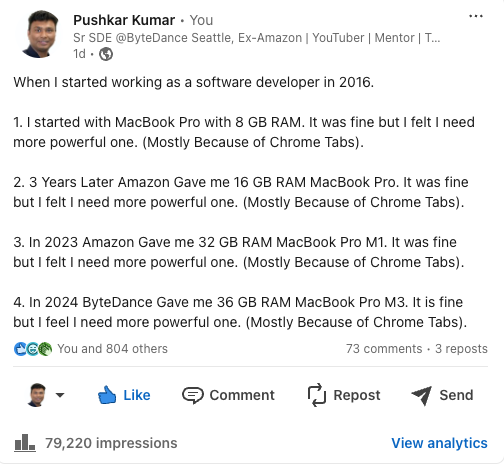 Pushkar Kumar • You
Sr SDE @ByteDance Seattle, Ex-Amazon | YouTuber | Mentor | T...
1d •
When I started working as a software developer in 2016.
1. I started with MacBook Pro with 8 GB RAM. It was fine but I felt I need
more powerful one. (Mostly Because of Chrome Tabs).
2. 3 Years Later Amazon Gave me 16 GB RAM MacBook Pro. It was fine
but I felt I need more powerful one. (Mostly Because of Chrome Tabs).
3. In 2023 Amazon Gave me 32 GB RAM MacBook Pro M1. It was fine
but I felt I need more powerful one. (Mostly Because of Chrome Tabs).
4. In 2024 ByteDance Gave me 36 GB RAM MacBook Pro M3. It is fine
but I feel I need more powerful one. (Mostly Because of Chrome Tabs).
You and 804 others 73 comments • 3 reposts
Like Comment Repost Send
79,220 impressions View analytics